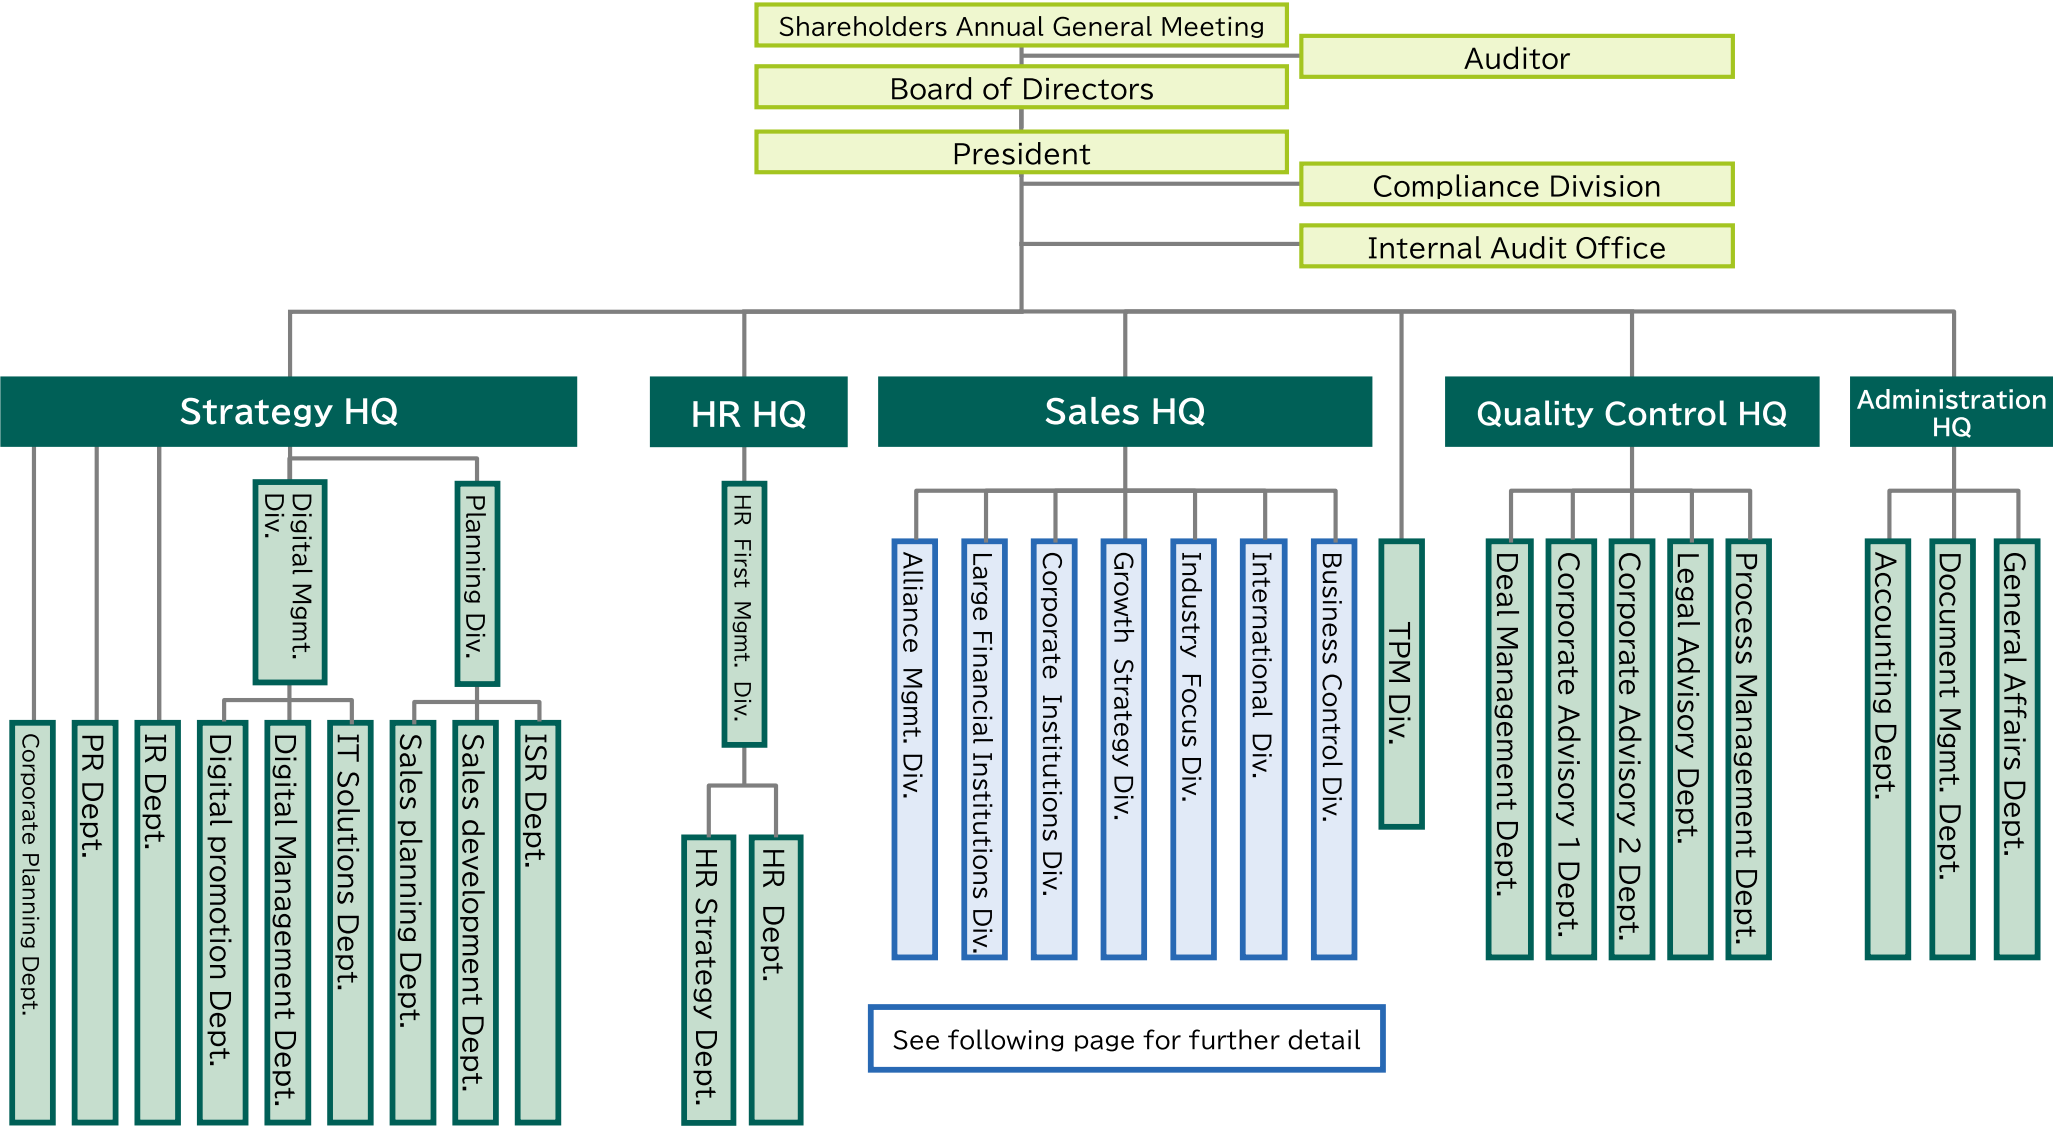 Shareholders Annual General Meeting
Auditor
Board of Directors
President
Compliance Division
Internal Audit Office
Strategy HQ
HR HQ
Sales HQ
Quality Control HQ
Administration
HQ
Digital Mgmt.
Div.
Planning Div.
HR First Mgmt. Div.
Alliance Mgmt. Div.
Large Financial Institutions Div.
Corporate Institutions Div.
Growth Strategy Div.
Industry Focus Div.
International Div.
Business Control Div.
TPM Div.
Deal Management Dept.
Corporate Advisory 1 Dept.
Corporate Advisory 2 Dept.
Legal Advisory Dept.
Process Management Dept.
Accounting Dept.
Document Mgmt. Dept.
General Affairs Dept.
Corporate Planning Dept.
PR Dept.
IR Dept.
Digital promotion Dept.
Digital Management Dept.
IT Solutions Dept.
Sales planning Dept.
Sales development Dept.
ISR Dept.
HR Strategy Dept.
HR Dept.
See following page for further detail